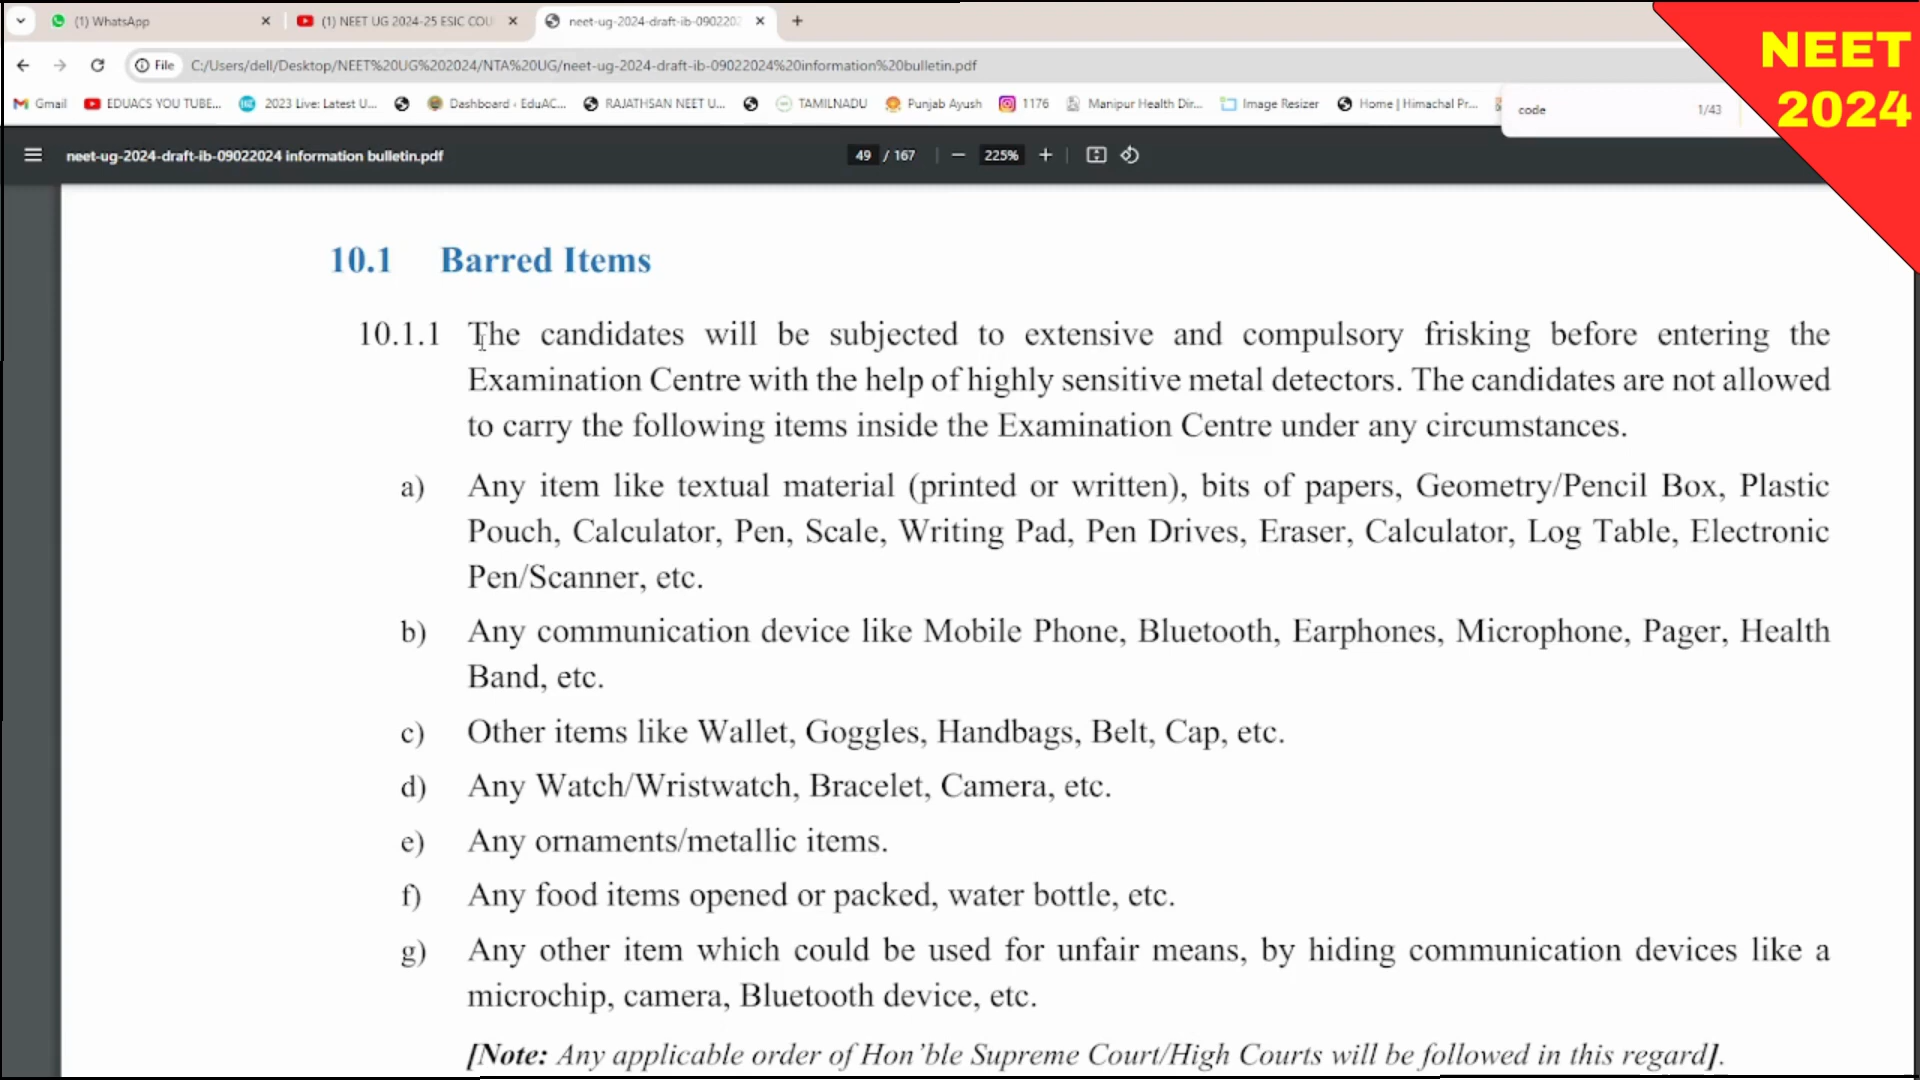 (1) WhatsApp
(1) NEET UG 2024-25 ESIC COU
neet-ug-2024-draft-ib-0902202
NEET
2024
File
C:/Users/dell/Desktop/NEET%20UG%202024/NTA%20UG/neet-ug-2024-draft-ib-09022024%20information%20bulletin.pdf
Gmail
EDUACS YOU TUBE...
2023 Live: Latest U...
Dashboard ‹ EduAC...
RAJATHSAN NEET U...
TAMILNADU
Punjab Ayush
1176
Manipur Health Dir...
Image Resizer
Home | Himachal Pr...
code 1/43
neet-ug-2024-draft-ib-09022024 information bulletin.pdf
49 / 167
225%
10.1 Barred Items
10.1.1 The candidates will be subjected to extensive and compulsory frisking before entering the
Examination Centre with the help of highly sensitive metal detectors. The candidates are not allowed
to carry the following items inside the Examination Centre under any circumstances.
a) Any item like textual material (printed or written), bits of papers, Geometry/Pencil Box, Plastic
Pouch, Calculator, Pen, Scale, Writing Pad, Pen Drives, Eraser, Calculator, Log Table, Electronic
Pen/Scanner, etc.
b) Any communication device like Mobile Phone, Bluetooth, Earphones, Microphone, Pager, Health
Band, etc.
c) Other items like Wallet, Goggles, Handbags, Belt, Cap, etc.
d) Any Watch/Wristwatch, Bracelet, Camera, etc.
e) Any ornaments/metallic items.
f) Any food items opened or packed, water bottle, etc.
g) Any other item which could be used for unfair means, by hiding communication devices like a
microchip, camera, Bluetooth device, etc.
[Note: Any applicable order of Hon’ble Supreme Court/High Courts will be followed in this regard].